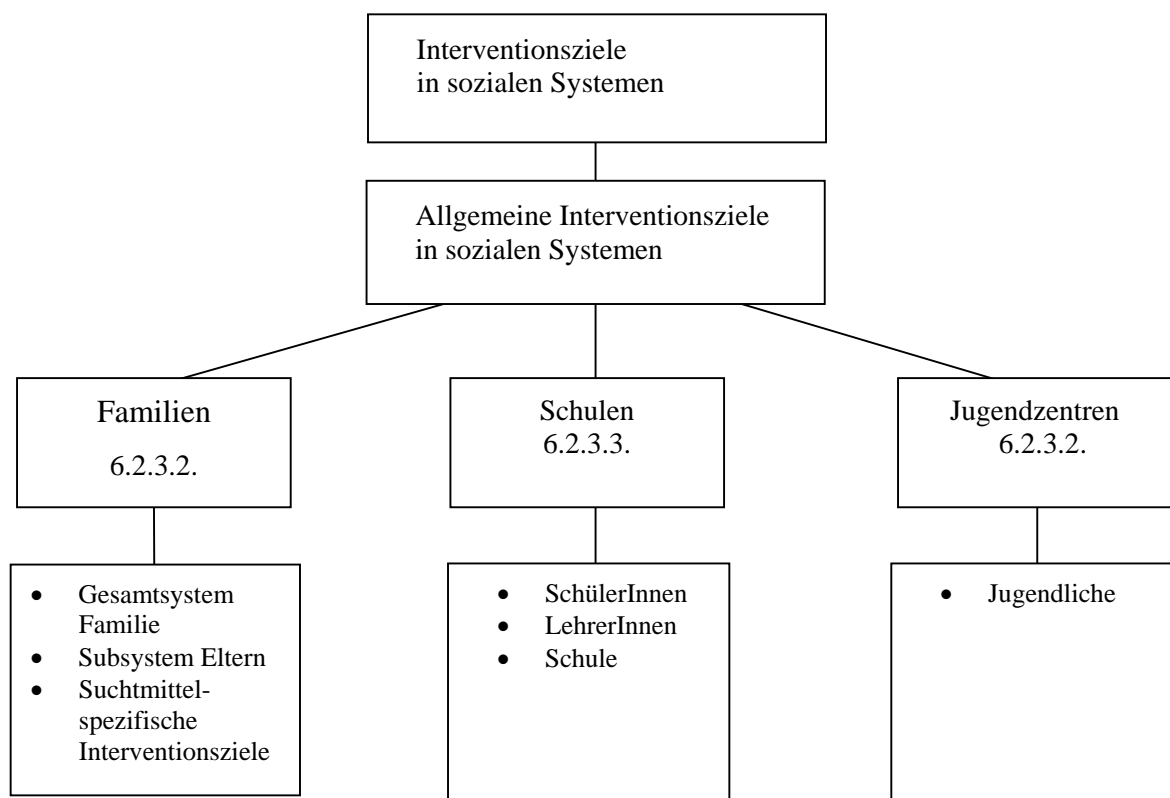 Interventionsziele
in sozialen Systemen
Allgemeine Interventionsziele
in sozialen Systemen
Familien
6.2.3.2.
Schulen
6.2.3.3.
Jugendzentren
6.2.3.2.
• Gesamtsystem
Familie
• Subsystem Eltern
• Suchtmittel-
spezifische
Interventionsziele
• SchülerInnen
• LehrerInnen
• Schule
• Jugendliche